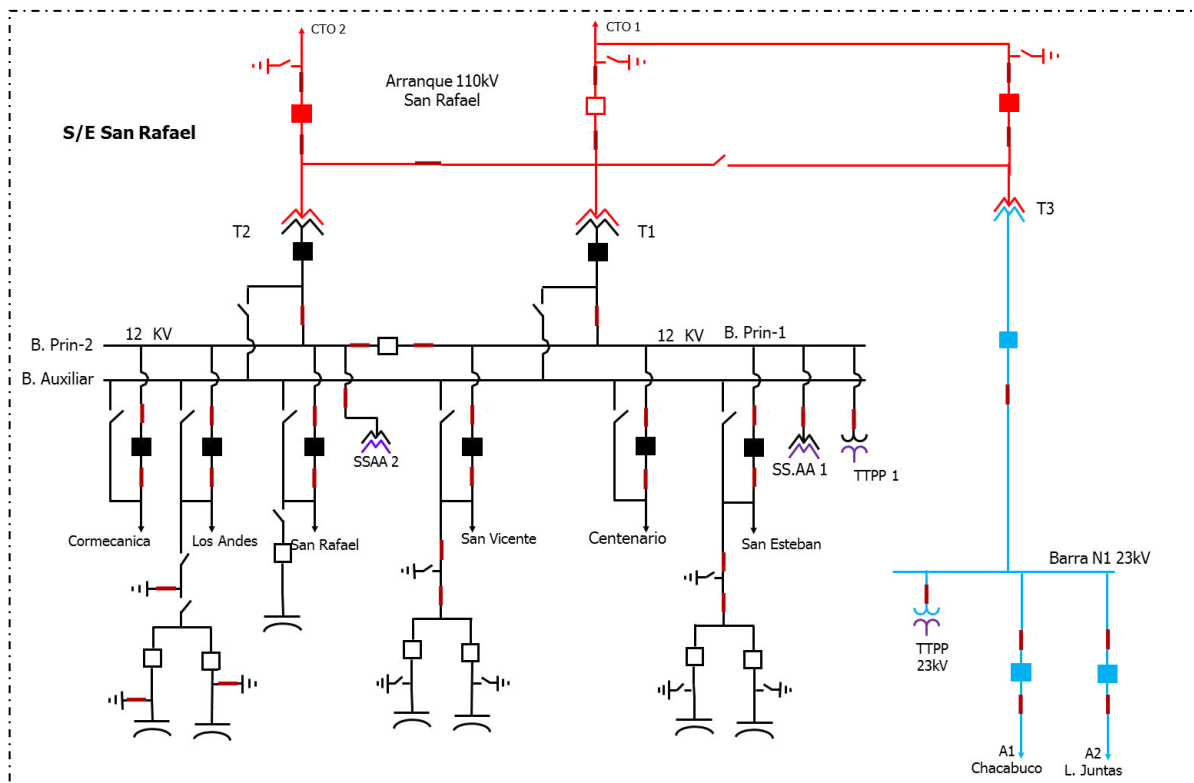 CTO 2
CTO 1
Arranque 110kV
San Rafael
S/E San Rafael
T2
T1
T3
12 KV
12 KV
B. Prin-1
B. Prin-2
B. Auxiliar
SSAA 2
SS.AA 1
TTPP 1
Cormecanica
Los Andes
San Rafael
San Vicente
Centenario
San Esteban
Barra N1 23kV
TTPP
23kV
A1
Chacabuco
A2
L. Juntas